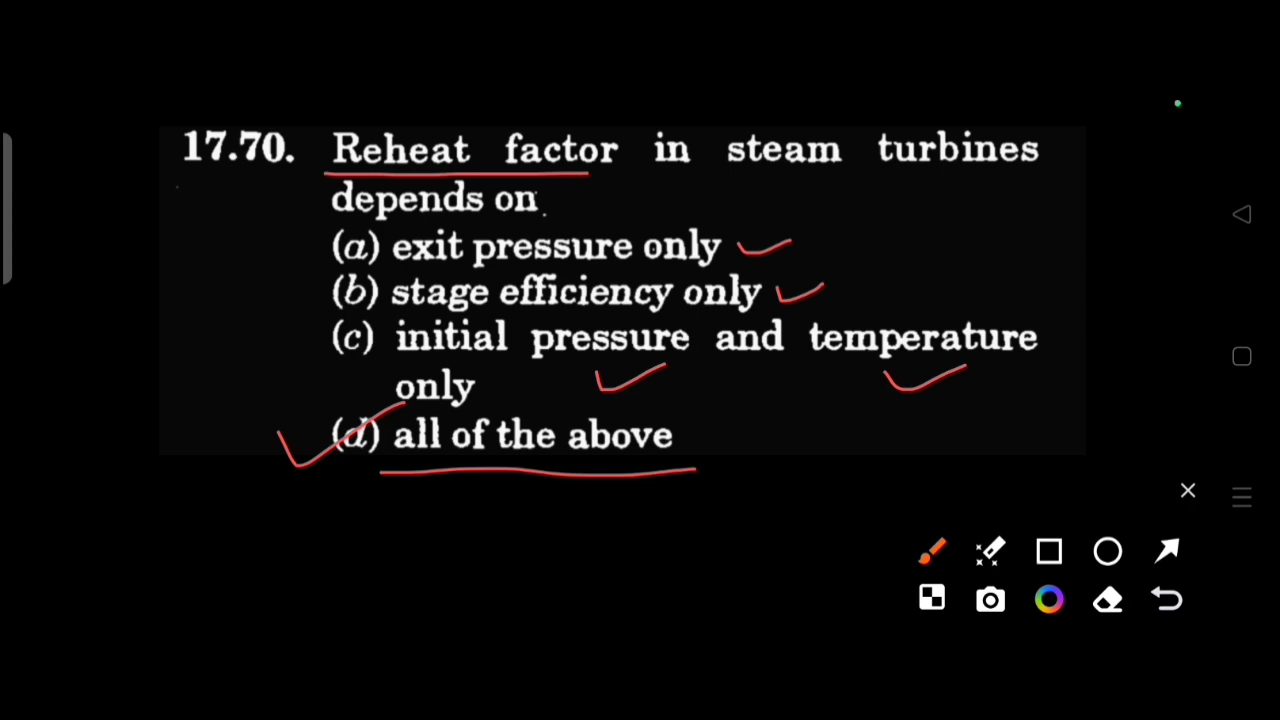 17.70. Reheat factor in steam turbines
depends on
(a) exit pressure only
(b) stage efficiency only
(c) initial pressure and temperature
only
(d) all of the above